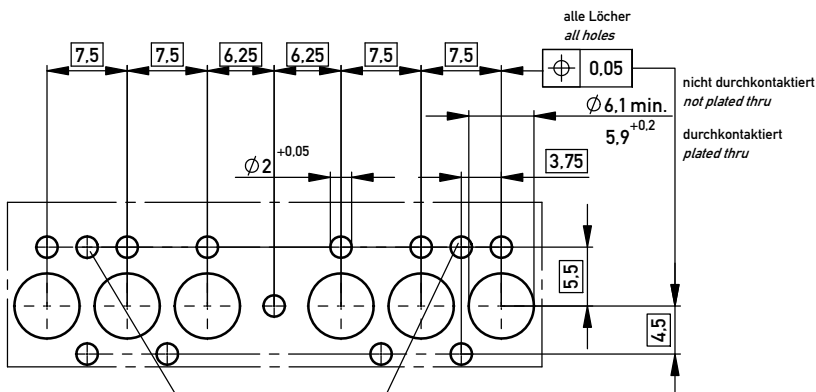 alle Löcher
all holes
7,5 7,5 6,25 6,25 7,5 7,5
⌖ 0,05
nicht durchkontaktiert
not plated thru
Ø6,1 min.
5,9 +0,2
durchkontaktiert
plated thru
Ø2 +0,05
3,75
5,5
4,5